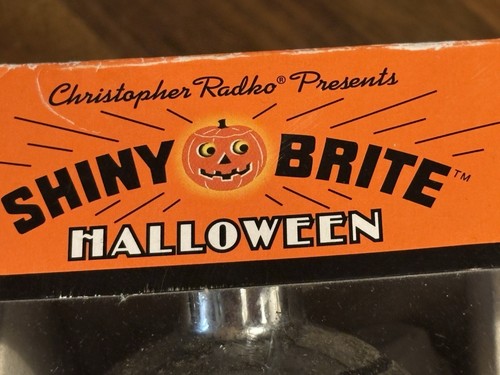 Christopher Radko® Presents
SHINY BRITE™
HALLOWEEN